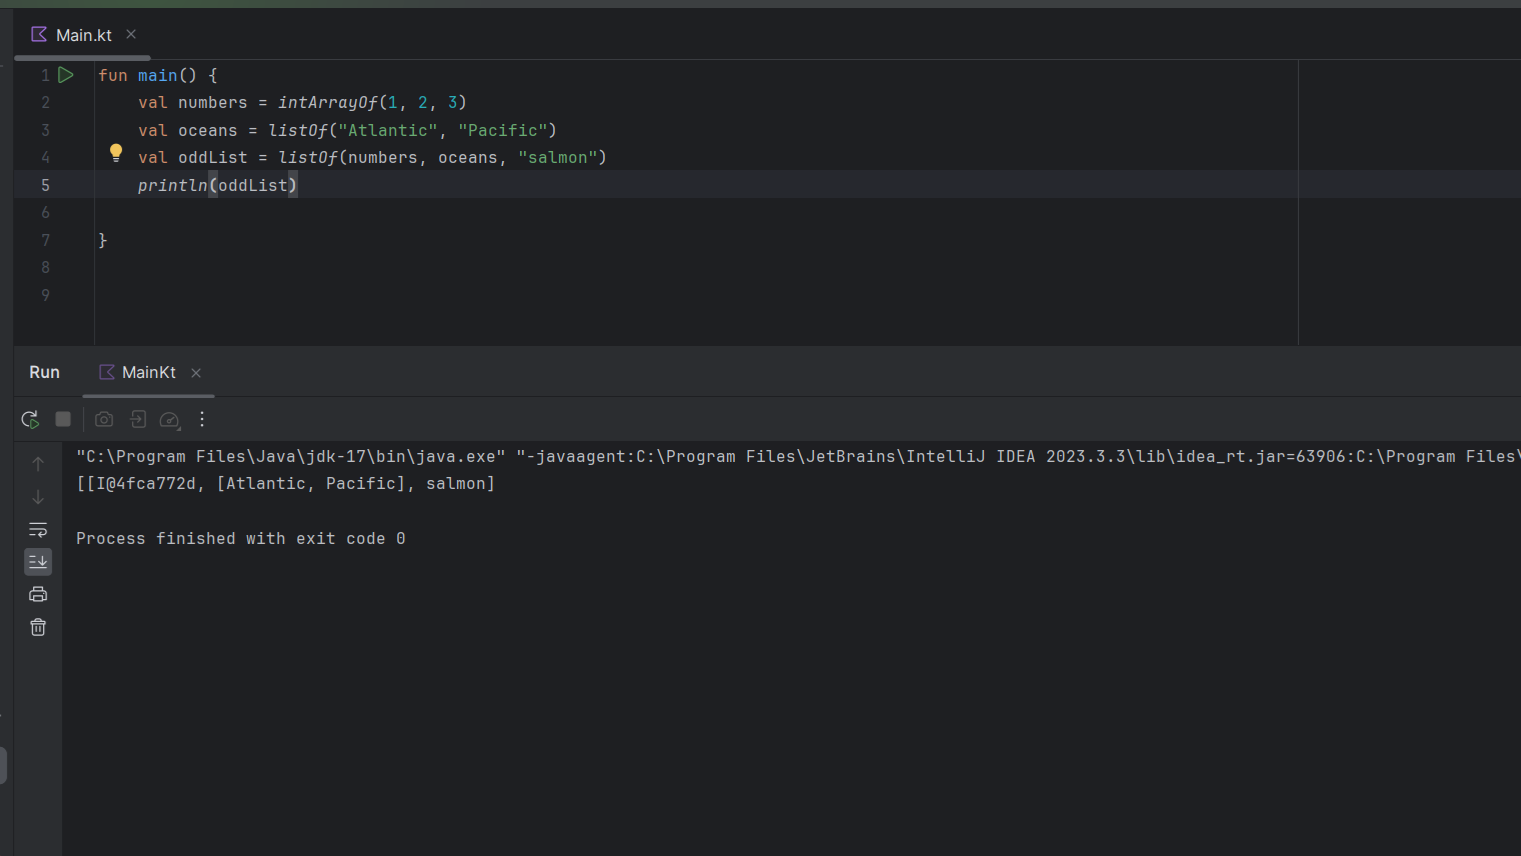 Main.kt
1 fun main() {
2 val numbers = intArrayOf(1, 2, 3)
3 val oceans = listOf("Atlantic", "Pacific")
4 val oddList = listOf(numbers, oceans, "salmon")
5 println(oddList)
6
7 }
8
9
Run MainKt
"C:\Program Files\Java\jdk-17\bin\java.exe" "-javaagent:C:\Program Files\JetBrains\IntelliJ IDEA 2023.3.3\lib\idea_rt.jar=63906:C:\Program Files\
[[I@4fca772d, [Atlantic, Pacific], salmon]
Process finished with exit code 0